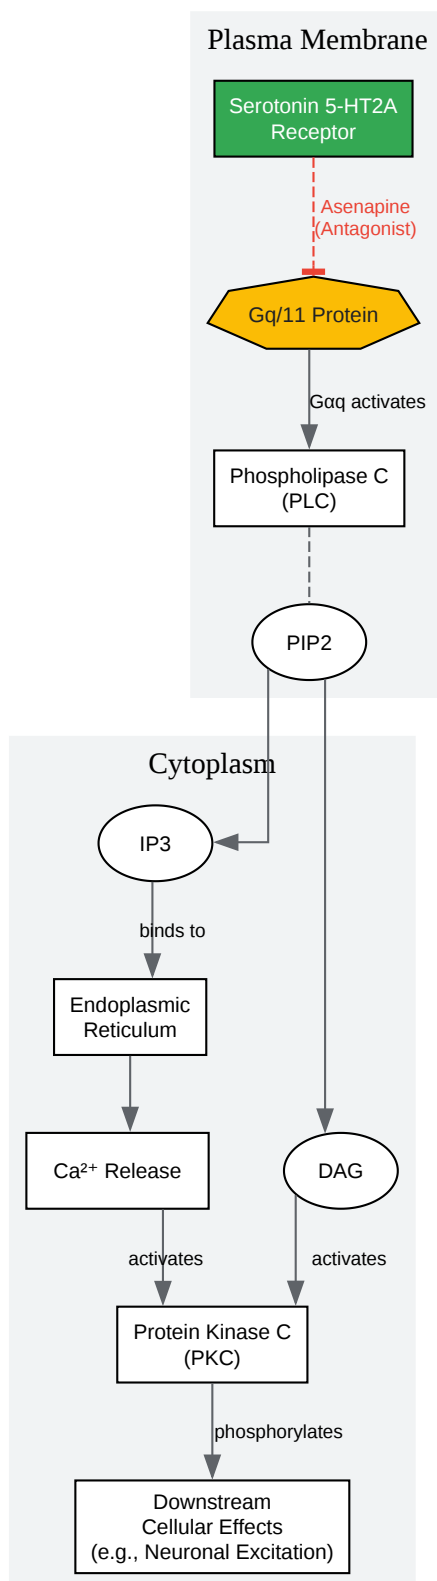 Plasma Membrane
Serotonin 5-HT2A
Receptor
Asenapine
(Antagonist)
Gq/11 Protein
Gαq activates
Phospholipase C
(PLC)
PIP2
Cytoplasm
IP3
binds to
Endoplasmic
Reticulum
Ca²⁺ Release
DAG
activates
activates
Protein Kinase C
(PKC)
phosphorylates
Downstream
Cellular Effects
(e.g., Neuronal Excitation)